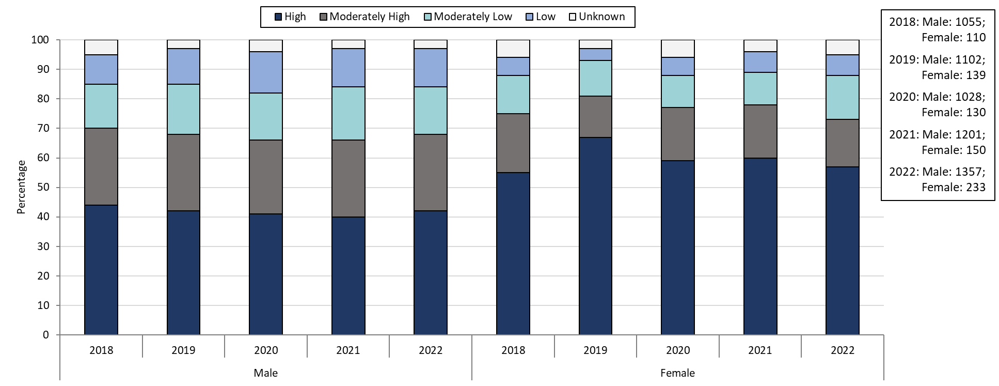 High Moderately High Moderately Low Low Unknown
2018: Male: 1055;
Female: 110
2019: Male: 1102;
Female: 139
2020: Male: 1028;
Female: 130
2021: Male: 1201;
Female: 150
2022: Male: 1357;
Female: 233
Percentage
100
90
80
70
60
50
40
30
20
10
0
2018 2019 2020 2021 2022 2018 2019 2020 2021 2022
Male Female